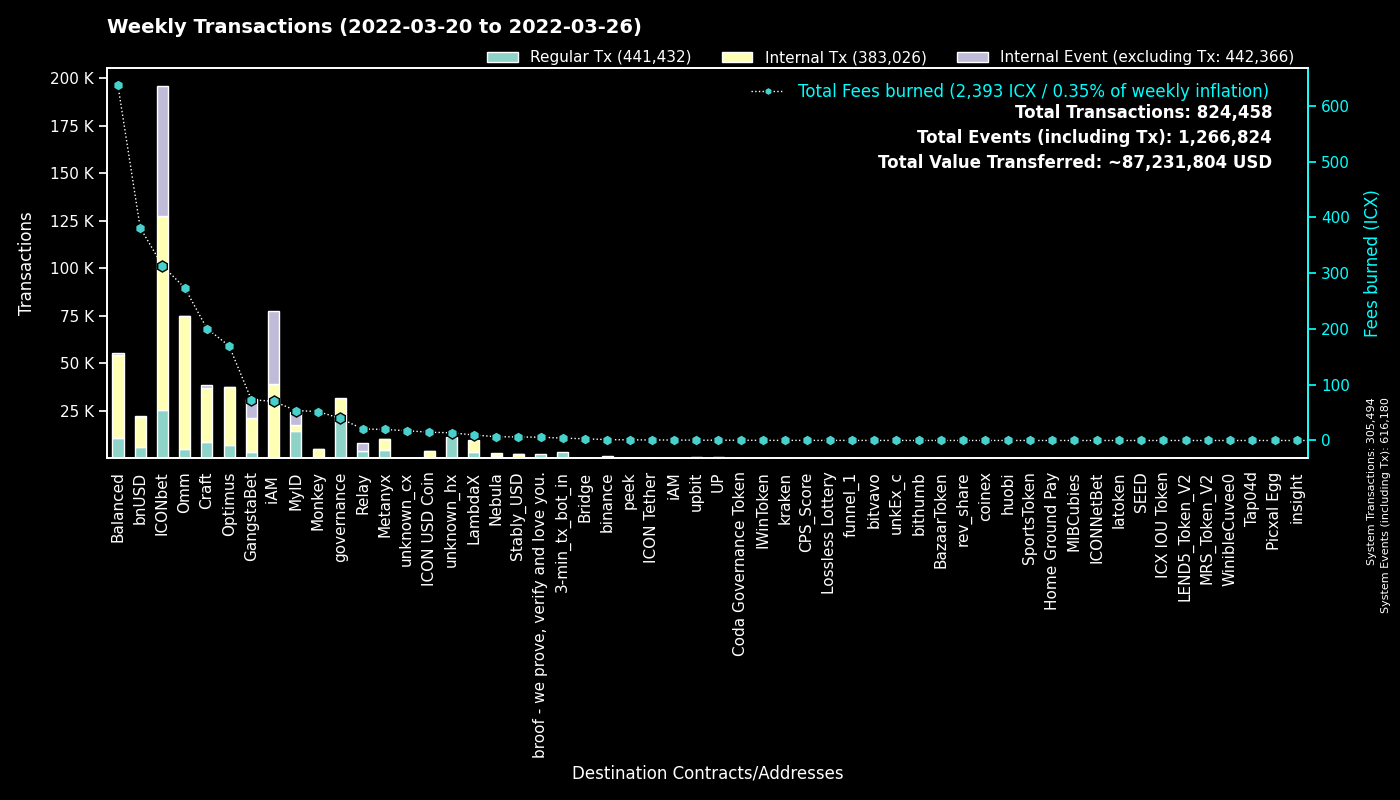 Weekly Transactions (2022-03-20 to 2022-03-26)
Regular Tx (441,432)
Internal Tx (383,026)
Internal Event (excluding Tx: 442,366)
Total Fees burned (2,393 ICX / 0.35% of weekly inflation)
Total Transactions: 824,458
Total Events (including Tx): 1,266,824
Total Value Transferred: ~87,231,804 USD
Transactions
200 K
175 K
150 K
125 K
100 K
75 K
50 K
25 K
600
500
400
300
200
100
0
Fees burned (ICX)
System Transactions: 305,494
System Events (including Tx): 616,180
Balanced
bnUSD
ICONbet
Omm
Craft
Optimus
GangstaBet
iAM
MyID
Monkey
governance
Relay
Metanyx
unknown_cx
ICON USD Coin
unknown_hx
LambdaX
Nebula
Stably_USD
broof - we prove, verify and love you.
3-min_tx_bot_in
Bridge
binance
peek
ICON Tether
iAM
upbit
UP
Coda Governance Token
IWinToken
kraken
CPS_Score
Lossless Lottery
funnel_1
bitvavo
unkEx_c
bithumb
BazaarToken
rev_share
coinex
huobi
SportsToken
Home Ground Pay
MIBCubies
ICONNetBet
latoken
SEED
ICX IOU Token
LEND5_Token_V2
MRS_Token_V2
WinibleCuvee0
Tap04d
Picxal Egg
insight
Destination Contracts/Addresses